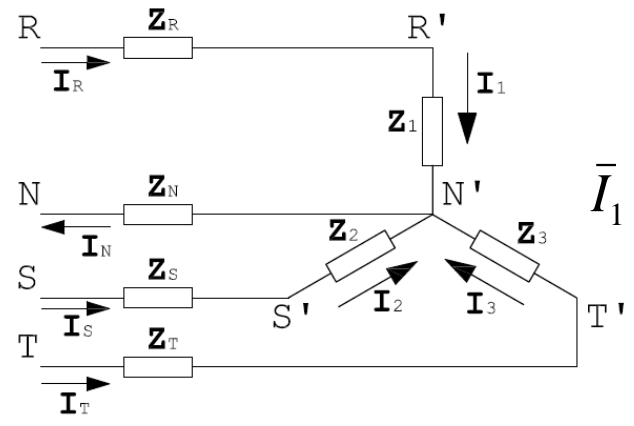 R Z_R R'
I_R I_1
Z_1
N Z_N N' Ī_1
I_N Z_2 Z_3
S Z_S S' I_2 I_3 T'
I_S
T Z_T
I_T